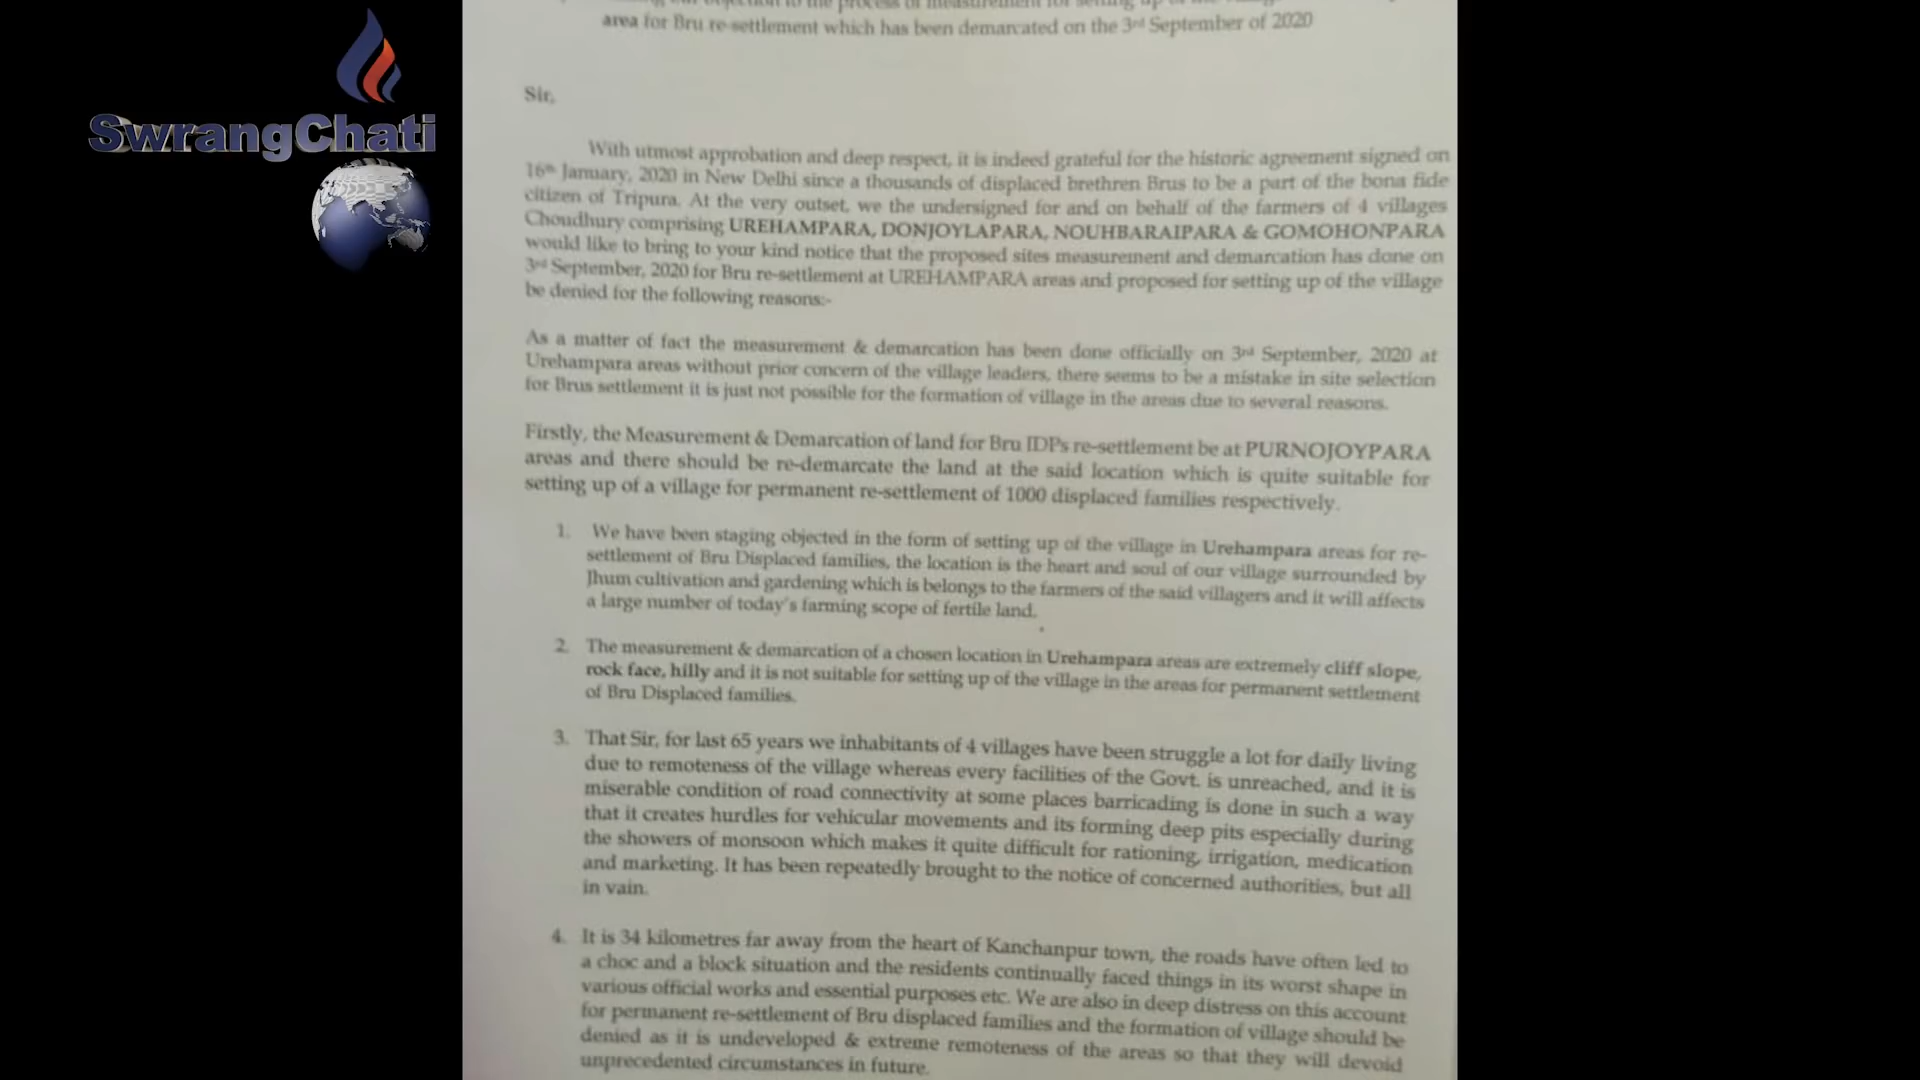 SwrangChati
area for Bru re-settlement which has been demarcated on the 3rd September of 2020
Sir,
With utmost approbation and deep respect, it is indeed grateful for the historic agreement signed on
16th January, 2020 in New Delhi since a thousands of displaced brethren Brus to be a part of the bona fide
citizen of Tripura. At the very outset, we the undersigned for and on behalf of the farmers of 4 villages
Choudhury comprising UREHAMPARA, DONJOYLAPARA, NOUHBARAIPARA & GOMOHONPARA
would like to bring to your kind notice that the proposed sites measurement and demarcation has done on
3rd September, 2020 for Bru re-settlement at UREHAMPARA areas and proposed for setting up of the village
be denied for the following reasons:-
As a matter of fact the measurement & demarcation has been done officially on 3rd September, 2020 at
Urehampara areas without prior concern of the village leaders, there seems to be a mistake in site selection
for Brus settlement it is just not possible for the formation of village in the areas due to several reasons.
Firstly, the Measurement & Demarcation of land for Bru IDPs re-settlement be at PURNOJOYPARA
areas and there should be re-demarcate the land at the said location which is quite suitable for
setting up of a village for permanent re-settlement of 1000 displaced families respectively.
1. We have been staging objected in the form of setting up of the village in Urehampara areas for re-
settlement of Bru Displaced families, the location is the heart and soul of our village surrounded by
Jhum cultivation and gardening which is belongs to the farmers of the said villagers and it will affects
a large number of today's farming scope of fertile land.
2. The measurement & demarcation of a chosen location in Urehampara areas are extremely cliff slope,
rock face, hilly and it is not suitable for setting up of the village in the areas for permanent settlement
of Bru Displaced families.
3. That Sir, for last 65 years we inhabitants of 4 villages have been struggle a lot for daily living
due to remoteness of the village whereas every facilities of the Govt. is unreached, and it is
miserable condition of road connectivity at some places barricading is done in such a way
that it creates hurdles for vehicular movements and its forming deep pits especially during
the showers of monsoon which makes it quite difficult for rationing, irrigation, medication
and marketing. It has been repeatedly brought to the notice of concerned authorities, but all
in vain.
4. It is 34 kilometres far away from the heart of Kanchanpur town, the roads have often led to
a choc and a block situation and the residents continually faced things in its worst shape in
various official works and essential purposes etc. We are also in deep distress on this account
for permanent re-settlement of Bru displaced families and the formation of village should be
denied as it is undeveloped & extreme remoteness of the areas so that they will devoid
unprecedented circumstances in future.